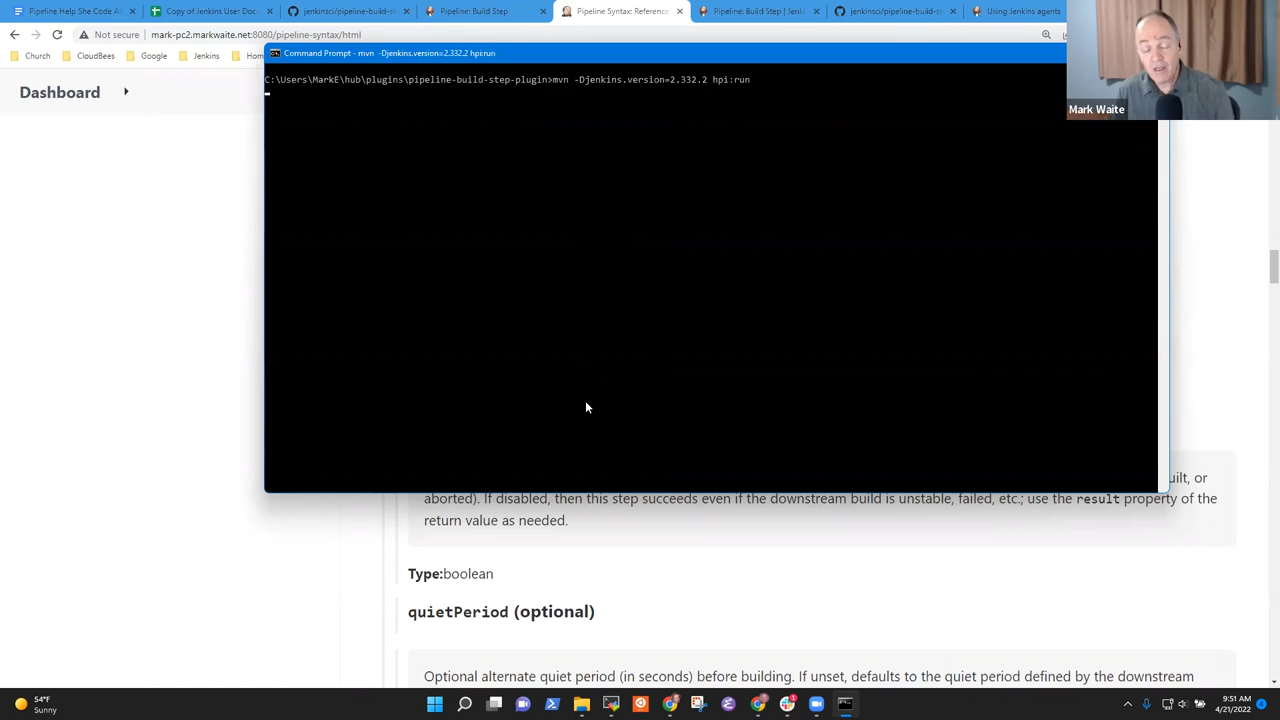 Pipeline Help She Code A
Copy of Jenkins User Doc
jenkinsci/pipeline-build-st
Pipeline: Build Step
Pipeline Syntax Reference
Pipeline: Build Step | Jenki
jenkinsci/pipeline-build-s
Using Jenkins agents
Not secure
mark-pc2.markwaite.net:8080/pipeline-syntax/html
Church
CloudBees
Google
Jenkins
Hom
Command Prompt - mvn -Djenkins.version=2.332.2 hpi:run
C:\Users\MarkE\hub\plugins\pipeline-build-step-plugin>mvn -Djenkins.version=2.332.2 hpi:run
Dashboard
Mark Waite
uilt, or
aborted). If disabled, then this step succeeds even if the downstream build is unstable, failed, etc.; use the result property of the
return value as needed.
Type:boolean
quietPeriod (optional)
Optional alternate quiet period (in seconds) before building. If unset, defaults to the quiet period defined by the downstream
54°F
Sunny
9:51 AM
4/21/2022